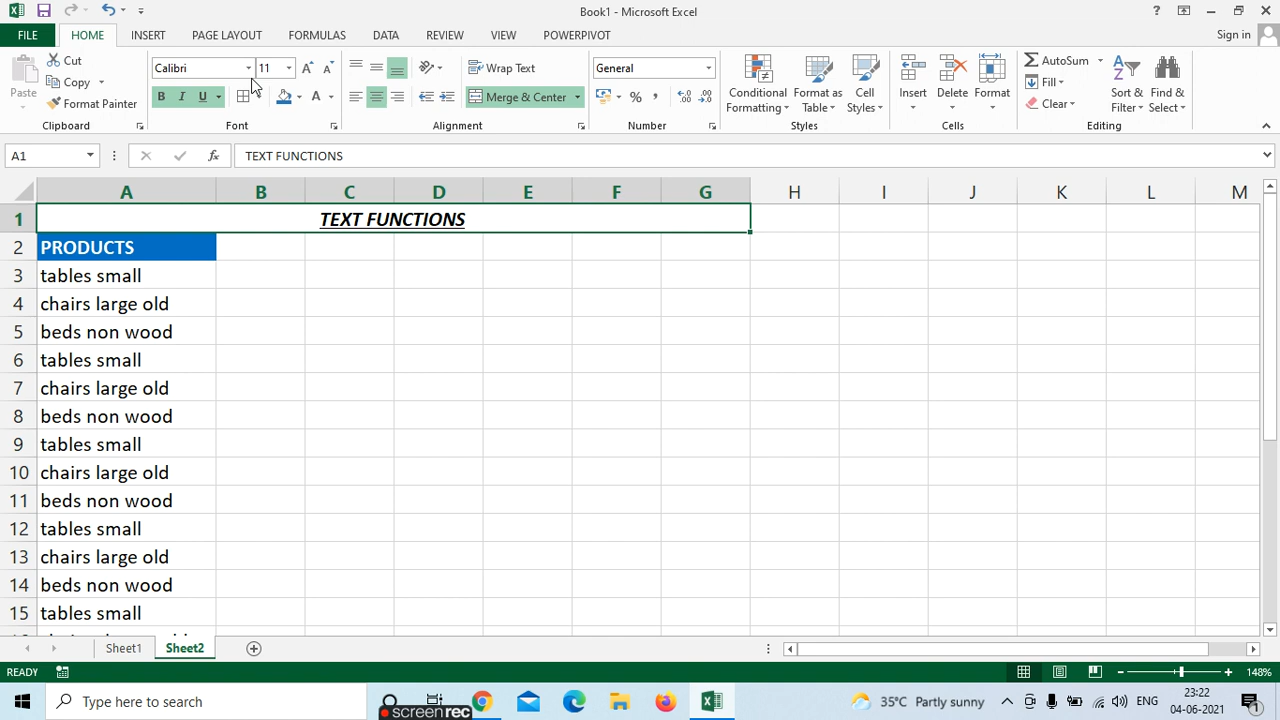 Book1 - Microsoft Excel
?
FILE
HOME
INSERT
PAGE LAYOUT
FORMULAS
DATA
REVIEW
VIEW
POWERPIVOT
Sign in
Paste
Cut
Copy
Format Painter
Clipboard
Calibri
11
B I U
A
Font
Wrap Text
Merge & Center
Alignment
General
%
,
Number
Conditional Formatting
Format as Table
Cell Styles
Styles
Insert
Delete
Format
Cells
AutoSum
Fill
Clear
Sort & Filter
Find & Select
Editing
A1
fx
TEXT FUNCTIONS
A B C D E F G H I J K L M
1 TEXT FUNCTIONS
2 PRODUCTS
3 tables small
4 chairs large old
5 beds non wood
6 tables small
7 chairs large old
8 beds non wood
9 tables small
10 chairs large old
11 beds non wood
12 tables small
13 chairs large old
14 beds non wood
15 tables small
Sheet1
Sheet2
READY
148%
Type here to search
screenrec
35°C Partly sunny
ENG
23:22
04-06-2021
1